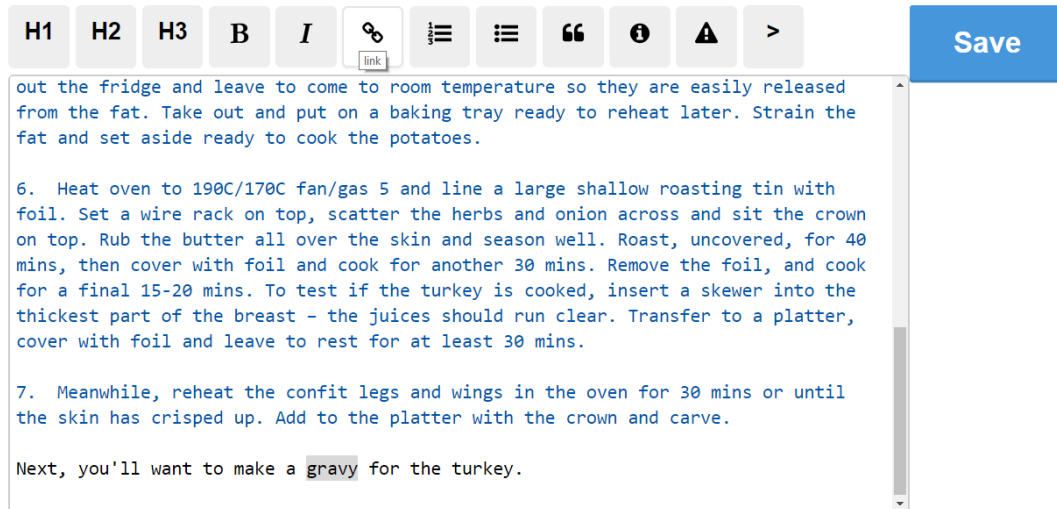 H1 H2 H3 B I > Save
link
out the fridge and leave to come to room temperature so they are easily released
from the fat. Take out and put on a baking tray ready to reheat later. Strain the
fat and set aside ready to cook the potatoes.
6.  Heat oven to 190C/170C fan/gas 5 and line a large shallow roasting tin with
foil. Set a wire rack on top, scatter the herbs and onion across and sit the crown
on top. Rub the butter all over the skin and season well. Roast, uncovered, for 40
mins, then cover with foil and cook for another 30 mins. Remove the foil, and cook
for a final 15-20 mins. To test if the turkey is cooked, insert a skewer into the
thickest part of the breast – the juices should run clear. Transfer to a platter,
cover with foil and leave to rest for at least 30 mins.
7.  Meanwhile, reheat the confit legs and wings in the oven for 30 mins or until
the skin has crisped up. Add to the platter with the crown and carve.
Next, you'll want to make a gravy for the turkey.